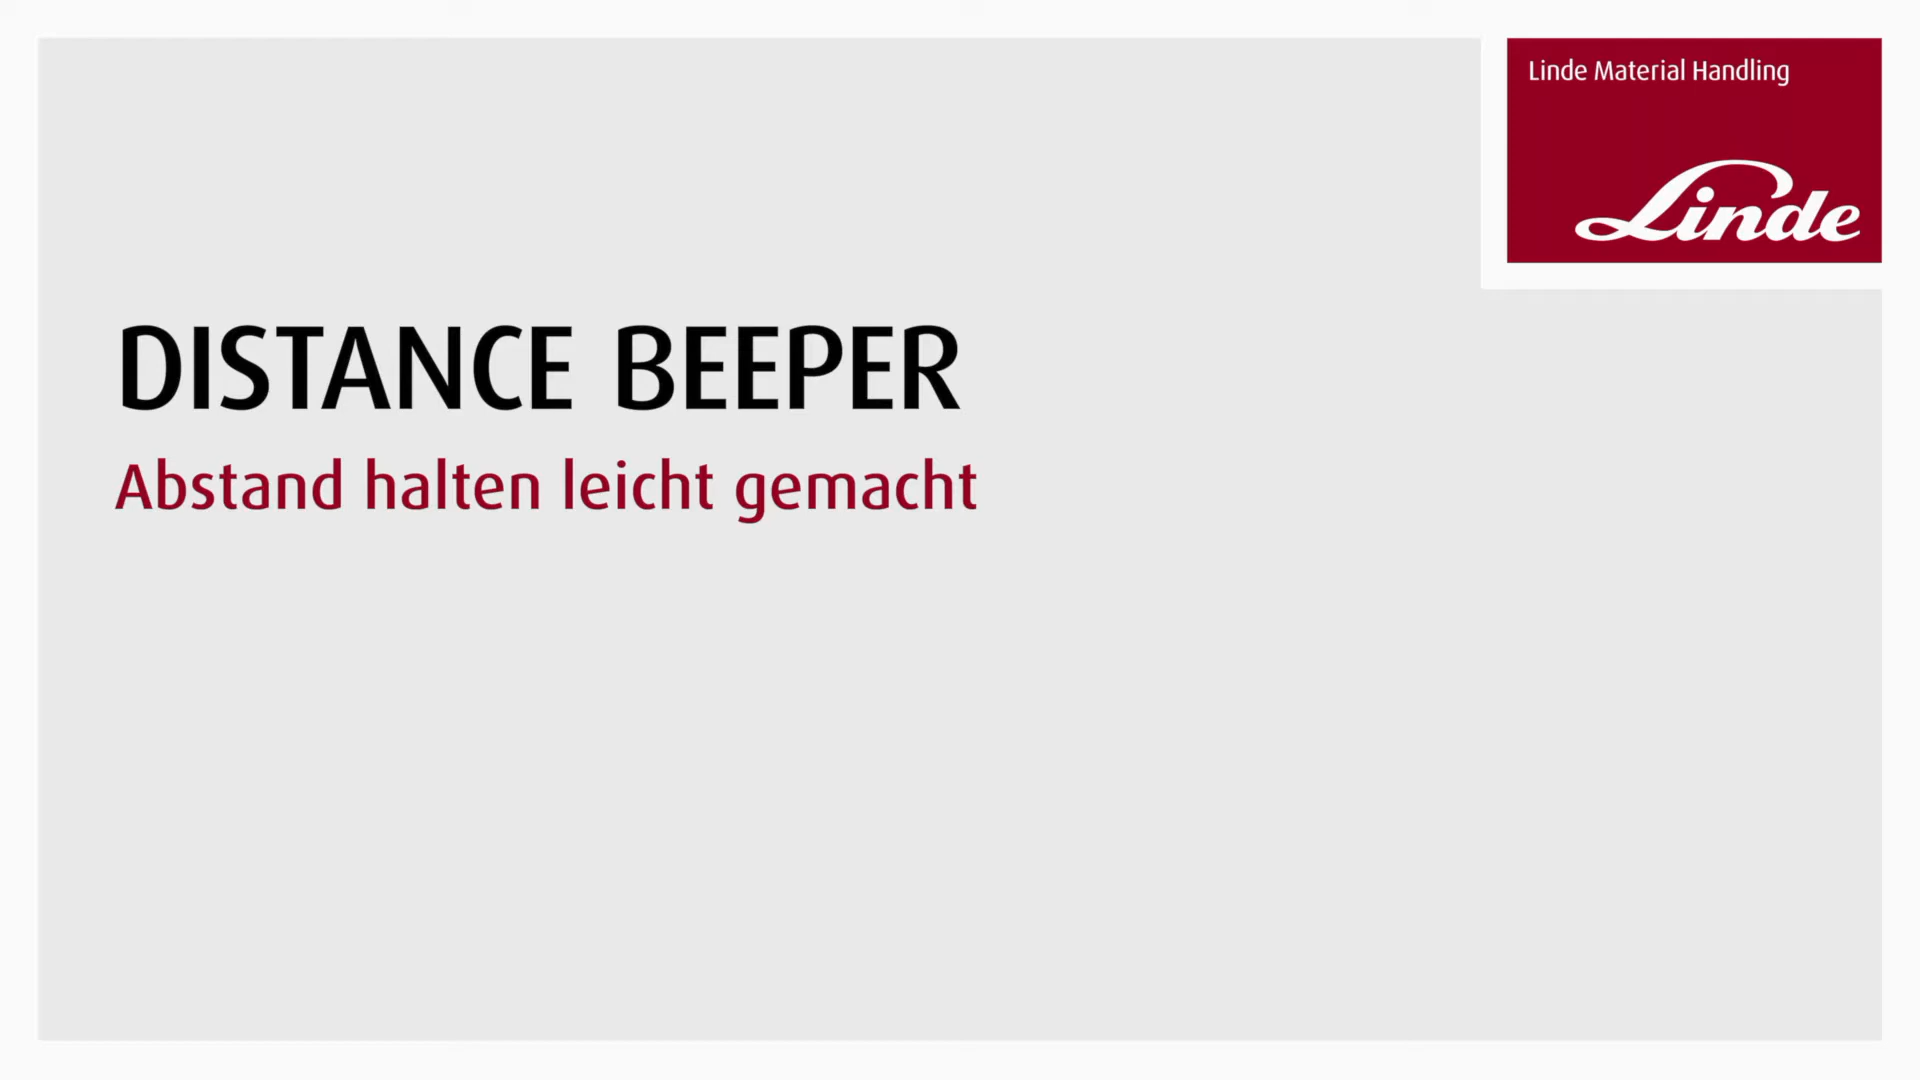 Linde Material Handling
Linde
DISTANCE BEEPER
Abstand halten leicht gemacht